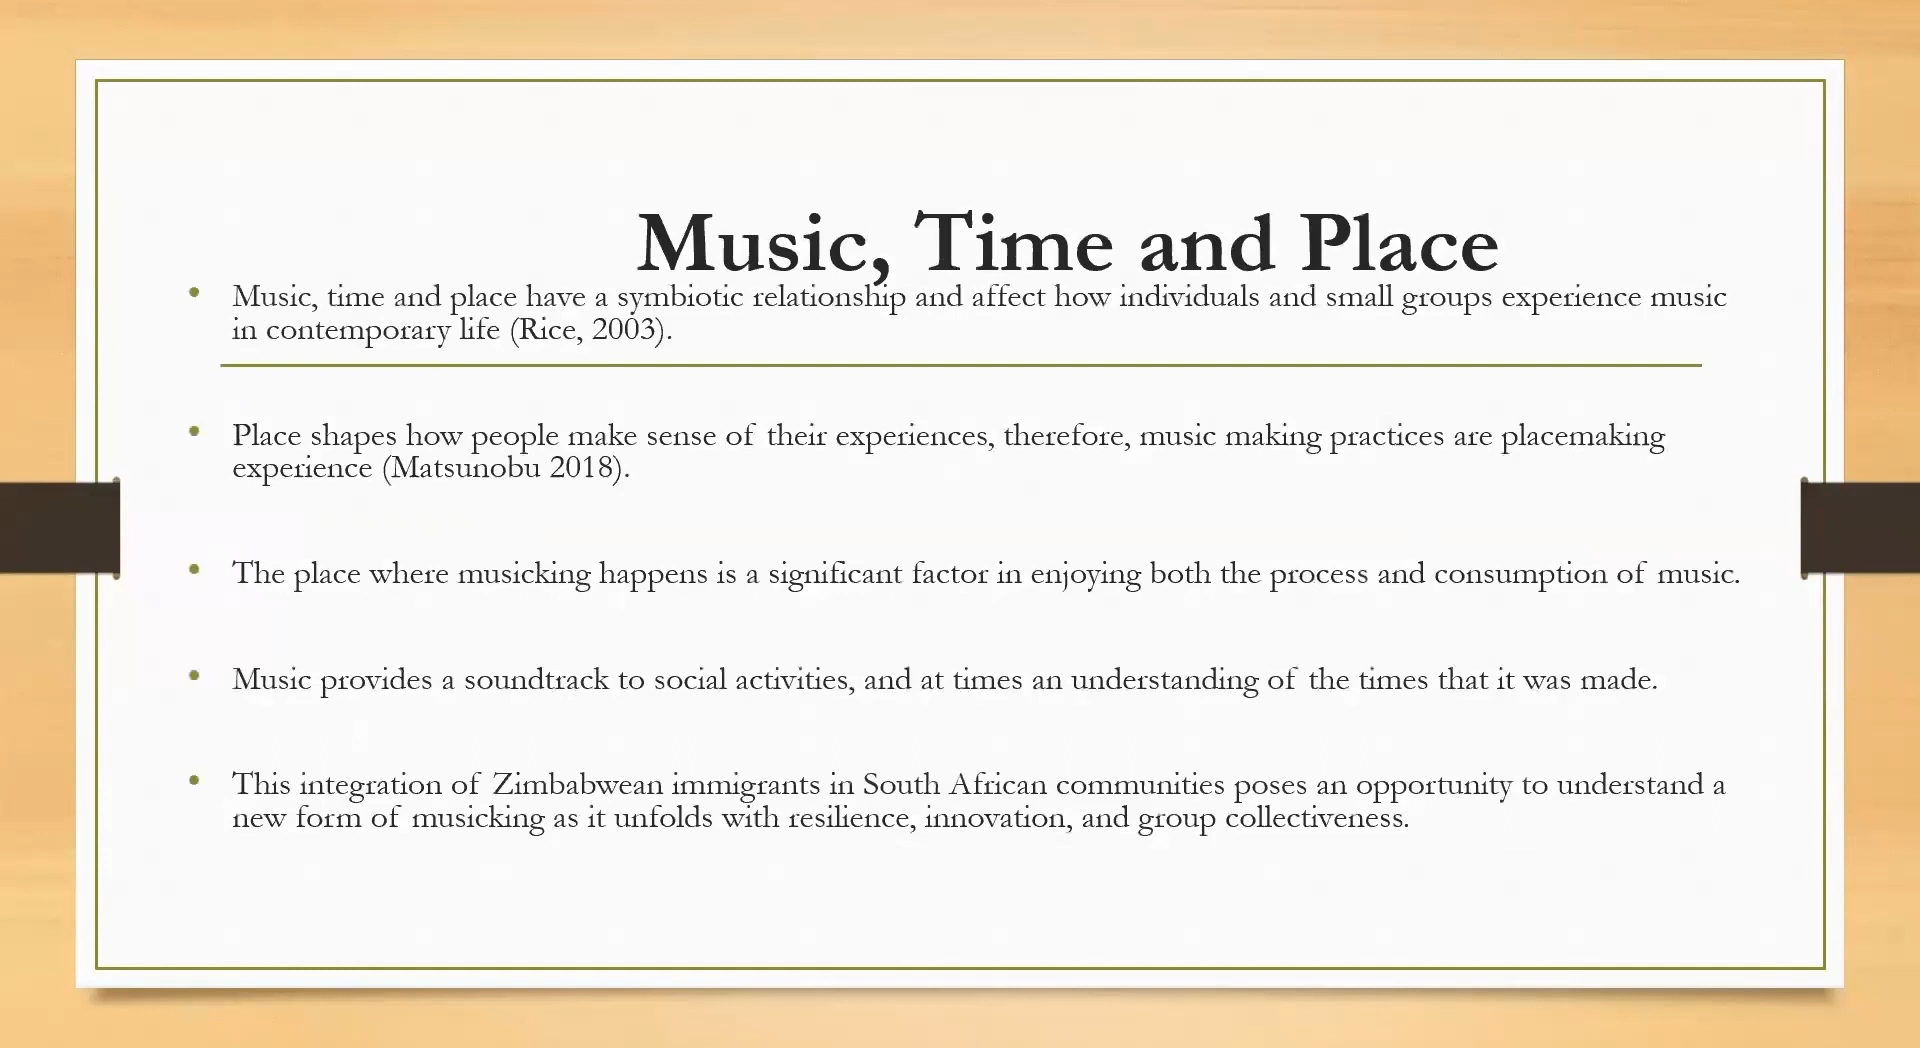 Music, Time and Place
• Music, time and place have a symbiotic relationship and affect how individuals and small groups experience music
in contemporary life (Rice, 2003).
• Place shapes how people make sense of their experiences, therefore, music making practices are placemaking
experience (Matsunobu 2018).
• The place where musicking happens is a significant factor in enjoying both the process and consumption of music.
• Music provides a soundtrack to social activities, and at times an understanding of the times that it was made.
• This integration of Zimbabwean immigrants in South African communities poses an opportunity to understand a
new form of musicking as it unfolds with resilience, innovation, and group collectiveness.